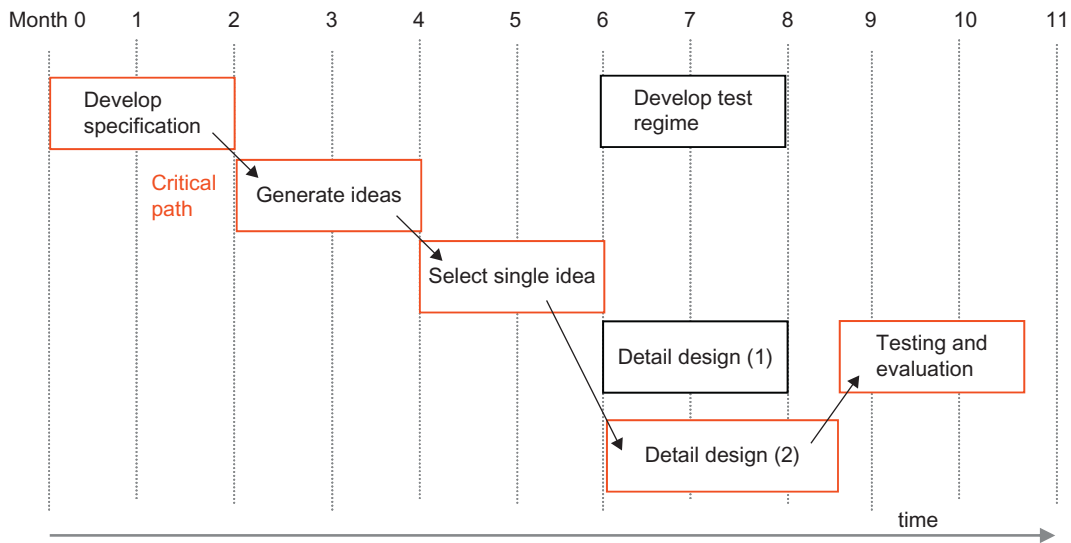 Month 0 1 2 3 4 5 6 7 8 9 10 11
Develop
specification
Develop test
regime
Critical
path
Generate ideas
Select single idea
Detail design (1)
Testing and
evaluation
Detail design (2)
time